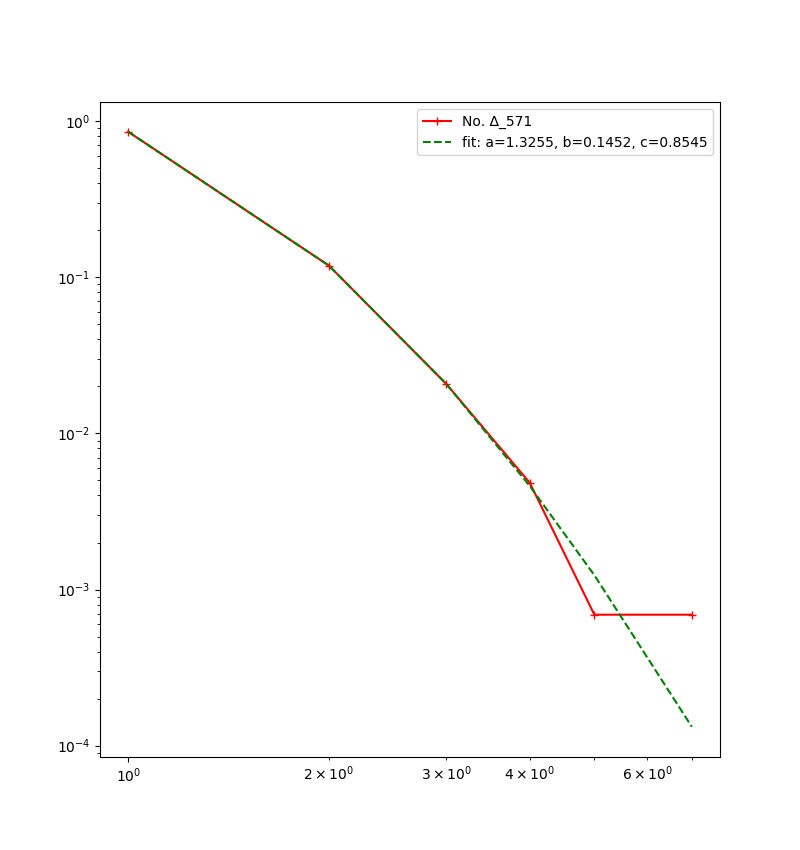 No. Δ_571
fit: a=1.3255, b=0.1452, c=0.8545
10⁰
10⁻¹
10⁻²
10⁻³
10⁻⁴
10⁰
2 × 10⁰
3 × 10⁰
4 × 10⁰
6 × 10⁰